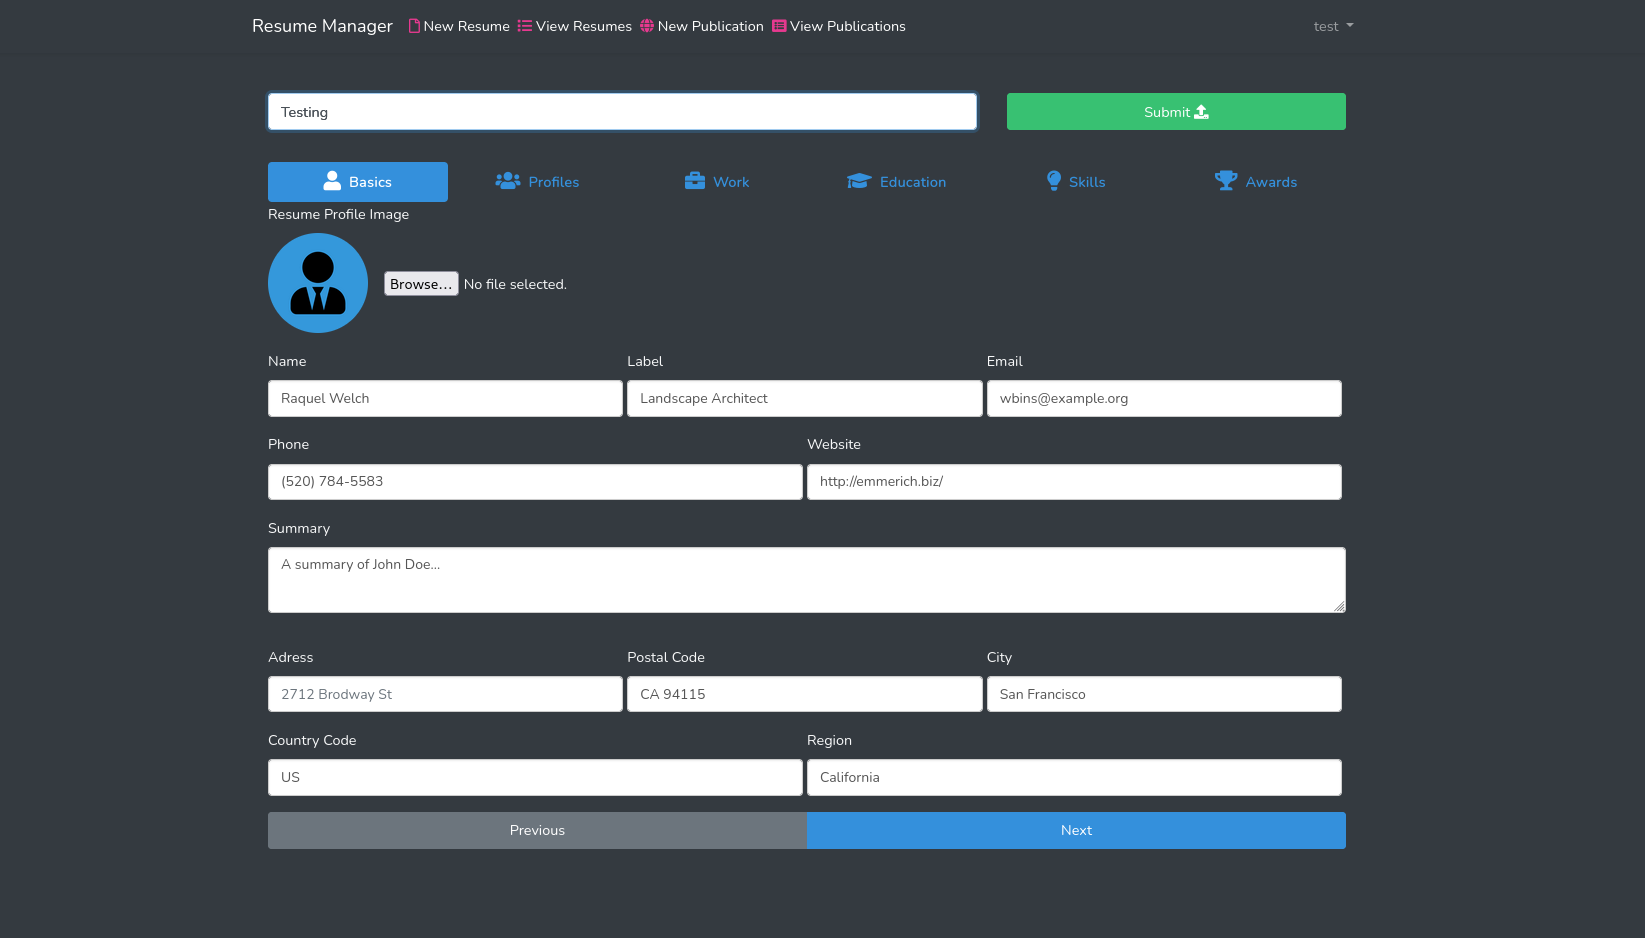 Resume Manager New Resume View Resumes New Publication View Publications test
Testing Submit
Basics Profiles Work Education Skills Awards
Resume Profile Image
Browse... No file selected.
Name Label Email
Raquel Welch Landscape Architect wbins@example.org
Phone Website
(520) 784-5583 http://emmerich.biz/
Summary
A summary of John Doe...
Adress Postal Code City
2712 Brodway St CA 94115 San Francisco
Country Code Region
US California
Previous Next